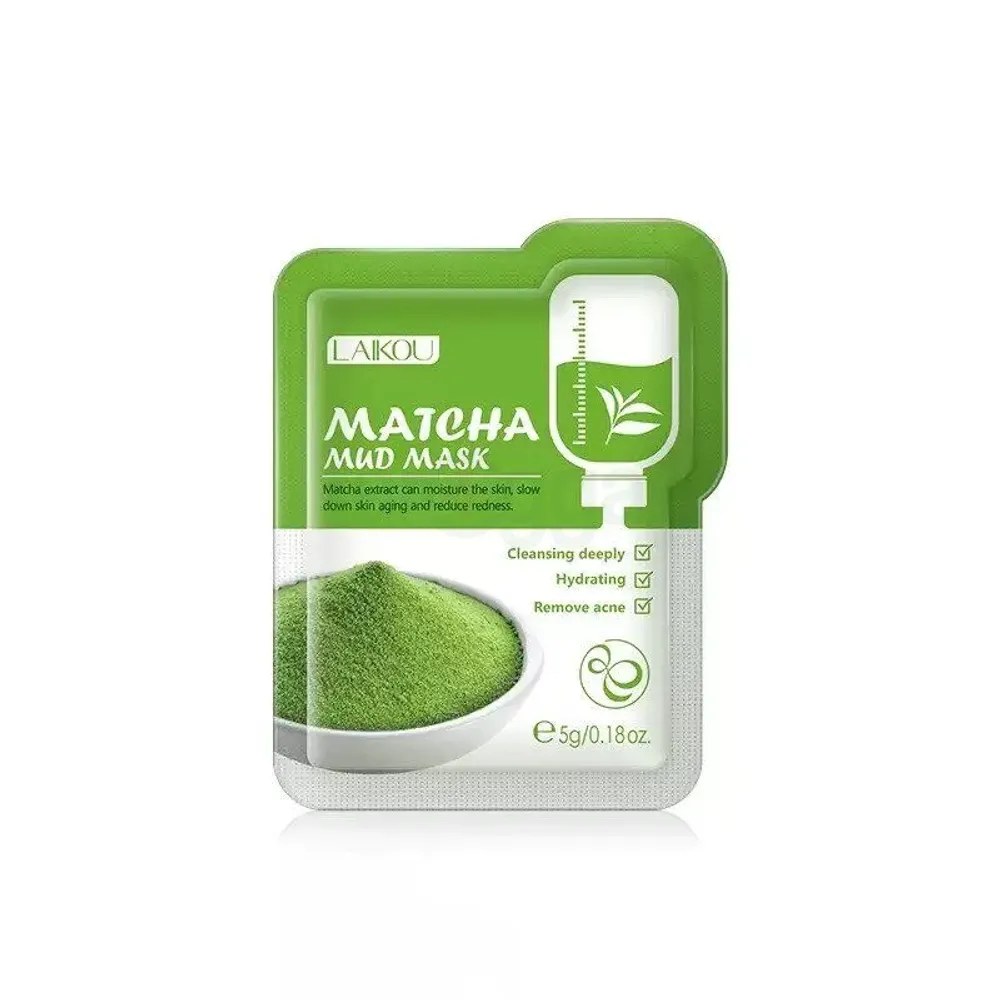 LAIKOU
MATCHA
MUD MASK
Matcha extract can moisture the skin, slow
down skin aging and reduce redness.
Cleansing deeply
Hydrating
Remove acne
℮5g/0.18oz.